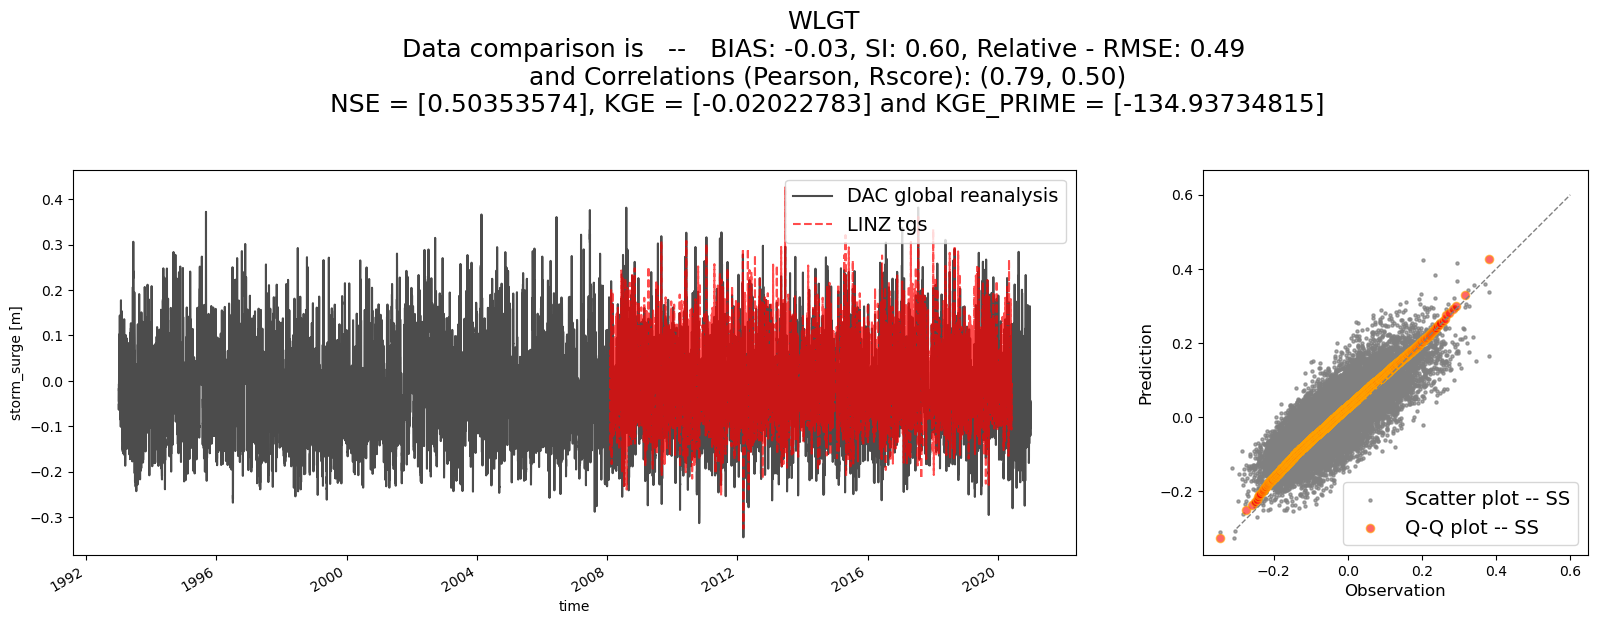 WLGT
Data comparison is -- BIAS: -0.03, SI: 0.60, Relative - RMSE: 0.49
and Correlations (Pearson, Rscore): (0.79, 0.50)
NSE = [0.50353574], KGE = [-0.02022783] and KGE_PRIME = [-134.93734815]
storm_surge [m]
0.4
0.3
0.2
0.1
0.0
−0.1
−0.2
−0.3
DAC global reanalysis
LINZ tgs
1992
1996
2000
2004
2008
2012
2016
2020
time
Prediction
0.6
0.4
0.2
0.0
−0.2
Scatter plot -- SS
Q-Q plot -- SS
−0.2
0.0
0.2
0.4
0.6
Observation